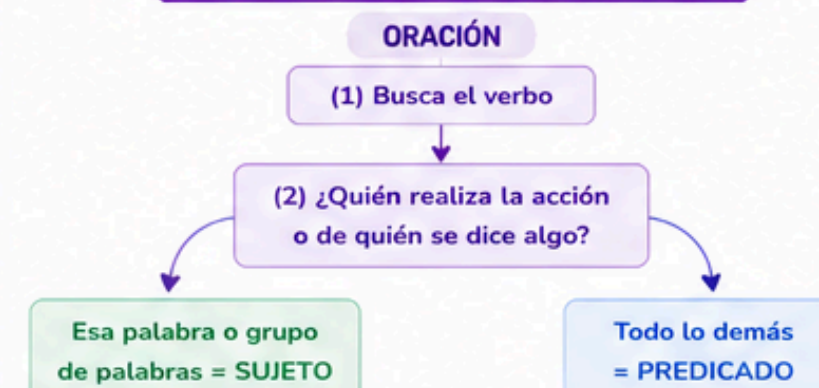 ORACIÓN
(1) Busca el verbo
(2) ¿Quién realiza la acción
o de quién se dice algo?
Esa palabra o grupo
de palabras = SUJETO
Todo lo demás
= PREDICADO